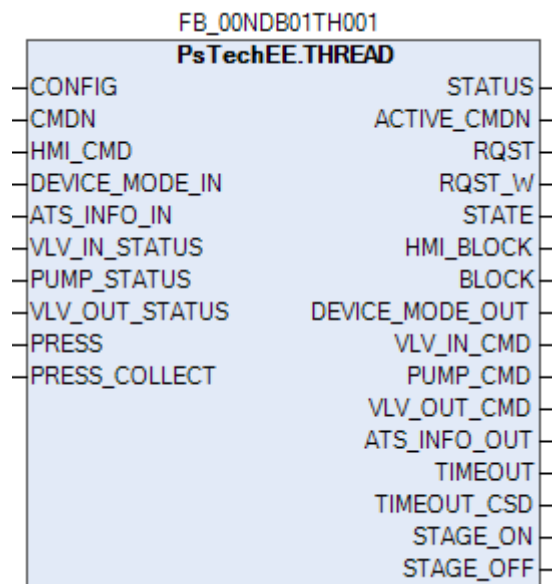 FB_00NDB01TH001
PsTechEE.THREAD
CONFIG STATUS
CMDN ACTIVE_CMDN
HMI_CMD RQST
DEVICE_MODE_IN RQST_W
ATS_INFO_IN STATE
VLV_IN_STATUS HMI_BLOCK
PUMP_STATUS BLOCK
VLV_OUT_STATUS DEVICE_MODE_OUT
PRESS VLV_IN_CMD
PRESS_COLLECT PUMP_CMD
VLV_OUT_CMD
ATS_INFO_OUT
TIMEOUT
TIMEOUT_CSD
STAGE_ON
STAGE_OFF